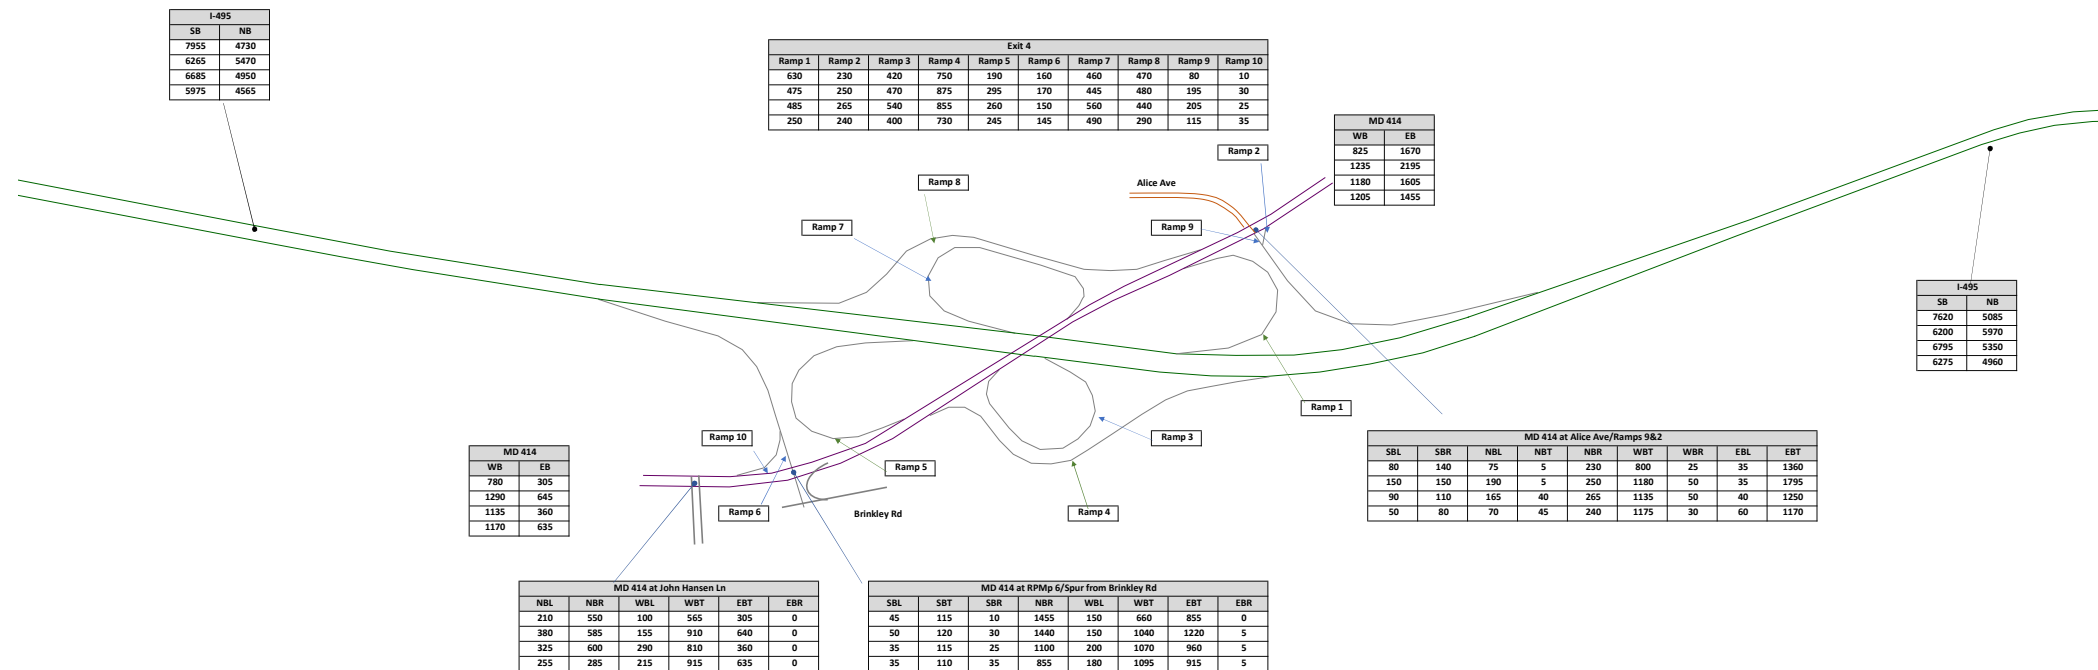 I-495
SB NB
7955 4730
6265 5470
6685 4950
5975 4565
Exit 4
Ramp 1 Ramp 2 Ramp 3 Ramp 4 Ramp 5 Ramp 6 Ramp 7 Ramp 8 Ramp 9 Ramp 10
630 230 420 750 190 160 460 470 80 10
475 250 470 875 295 170 445 480 195 30
485 265 540 855 260 150 560 440 205 25
250 240 400 730 245 145 490 290 115 35
MD 414
WB EB
825 1670
1235 2195
1180 1605
1205 1455
Ramp 2
Ramp 8
Alice Ave
Ramp 7
Ramp 9
I-495
SB NB
7620 5085
6200 5970
6795 5350
6275 4960
Ramp 1
Ramp 10
Ramp 3
MD 414
WB EB
780 305
1290 645
1135 360
1170 635
Ramp 5
MD 414 at Alice Ave/Ramps 9&2
SBL SBR NBL NBT NBR WBT WBR EBL EBT
80 140 75 5 230 800 25 35 1360
150 150 190 5 250 1180 50 35 1795
90 110 165 40 265 1135 50 40 1250
50 80 70 45 240 1175 30 60 1170
Ramp 6
Brinkley Rd
Ramp 4
MD 414 at John Hansen Ln
NBL NBR WBL WBT EBT EBR
210 550 100 565 305 0
380 585 155 910 640 0
325 600 290 810 360 0
255 285 215 915 635 0
MD 414 at RPMp 6/Spur from Brinkley Rd
SBL SBT SBR NBR WBL WBT EBT EBR
45 115 10 1455 150 660 855 0
50 120 30 1440 150 1040 1220 5
35 115 25 1100 200 1070 960 5
35 110 35 855 180 1095 915 5